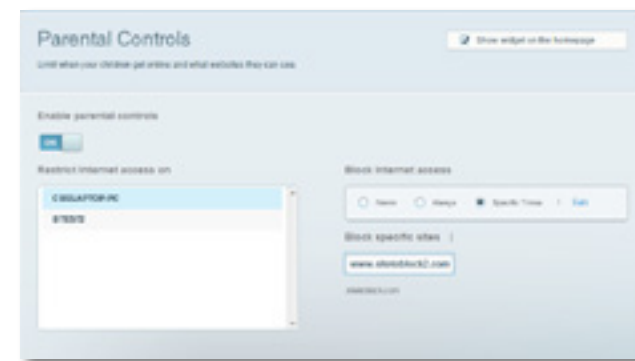 Parental Controls
Show widget on the homepage
Limit when your children get online and what websites they can see
Enable parental controls
ON
Restrict Internet access on
Block Internet access
Never
Always
Specific Times
Edit
Block specific sites